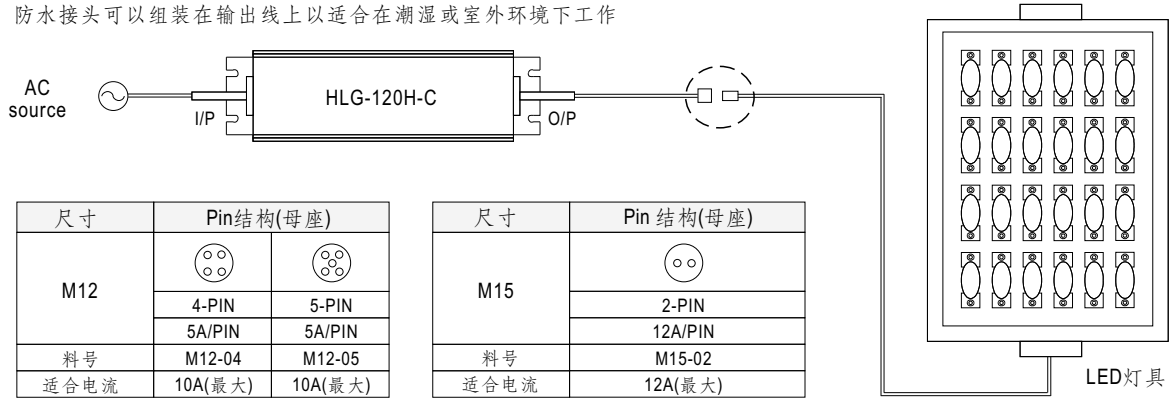 防水接头可以组装在输出线上以适合在潮湿或室外环境下工作
AC
source
I/P
HLG-120H-C
O/P
LED灯具
尺寸 Pin结构(母座)
M12
4-PIN 5-PIN
5A/PIN 5A/PIN
料号 M12-04 M12-05
适合电流 10A(最大) 10A(最大)
尺寸 Pin 结构(母座)
M15
2-PIN
12A/PIN
料号 M15-02
适合电流 12A(最大)